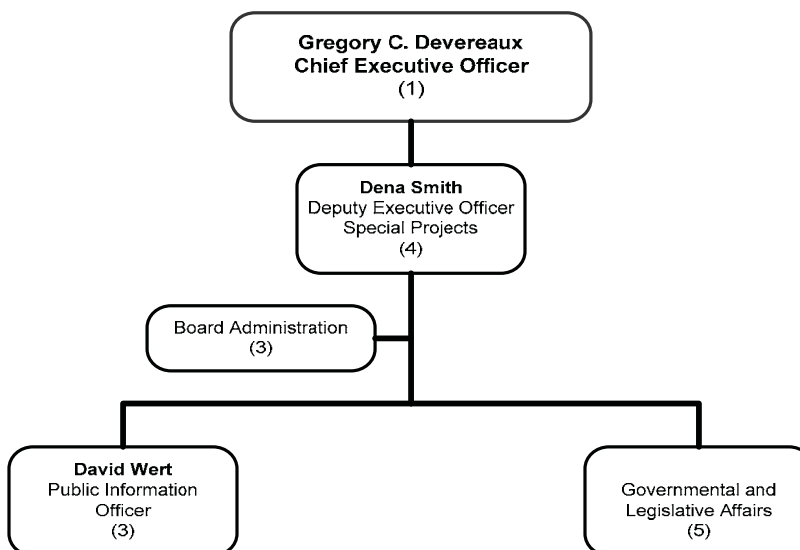 Gregory C. Devereaux
Chief Executive Officer
(1)
Dena Smith
Deputy Executive Officer
Special Projects
(4)
Board Administration
(3)
David Wert
Public Information
Officer
(3)
Governmental and
Legislative Affairs
(5)